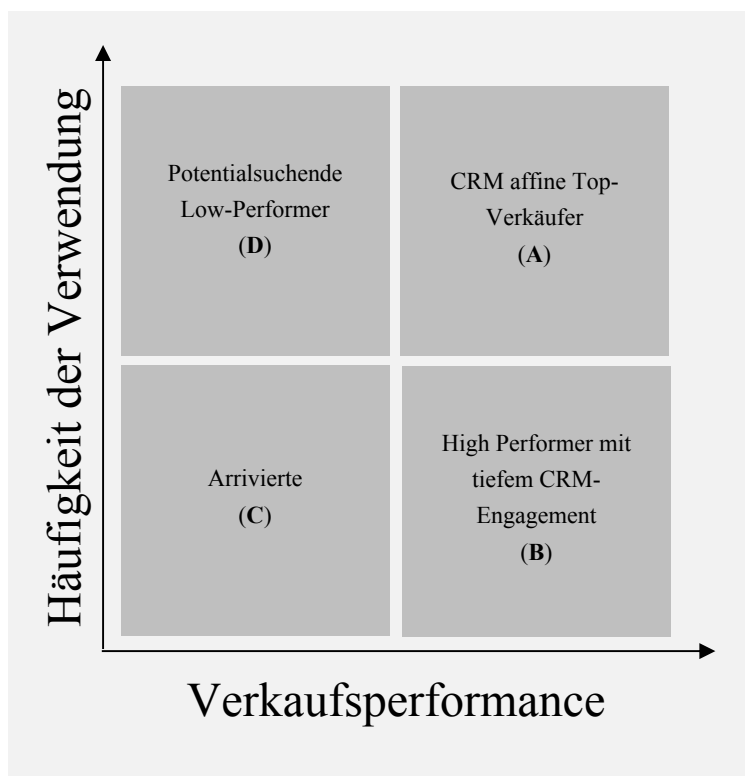 Häufigkeit der Verwendung
Potentialsuchende
Low-Performer
(D)
CRM affine Top-
Verkäufer
(A)
Arrivierte
(C)
High Performer mit
tiefem CRM-
Engagement
(B)
Verkaufsperformance